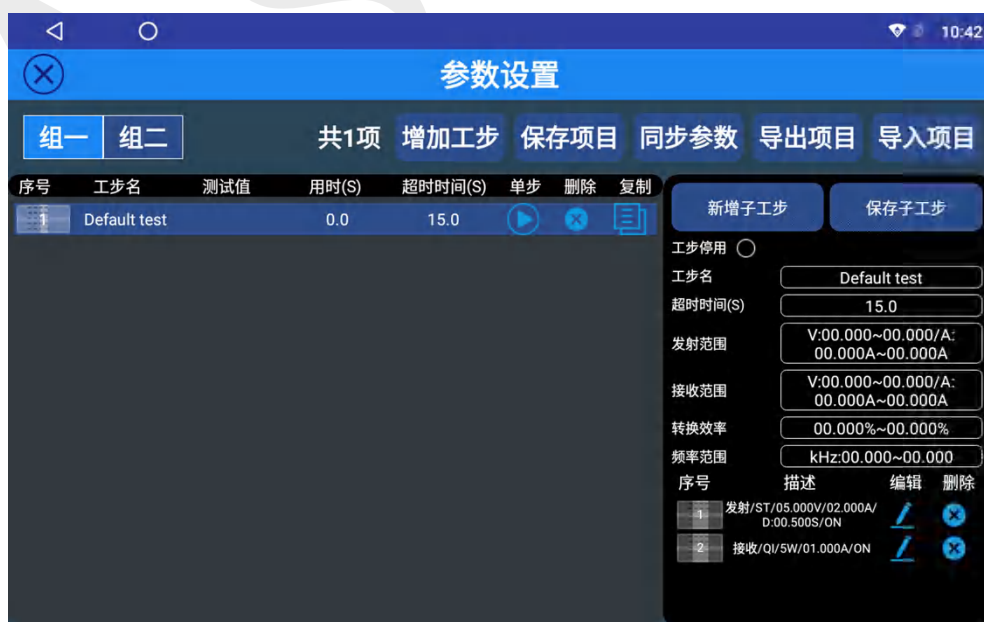 10:42
参数设置
组一 组二 共1项 增加工步 保存项目 同步参数 导出项目 导入项目
序号 工步名 测试值 用时(S) 超时时间(S) 单步 删除 复制
1 Default test 0.0 15.0
新增子工步 保存子工步
工步停用
工步名 Default test
超时时间(S) 15.0
发射范围 V:00.000~00.000/A:
00.000A~00.000A
接收范围 V:00.000~00.000/A:
00.000A~00.000A
转换效率 00.000%~00.000%
频率范围 kHz:00.000~00.000
序号 描述 编辑 删除
1 发射/ST/05.000V/02.000A/
D:00.500S/ON
2 接收/QI/5W/01.000A/ON